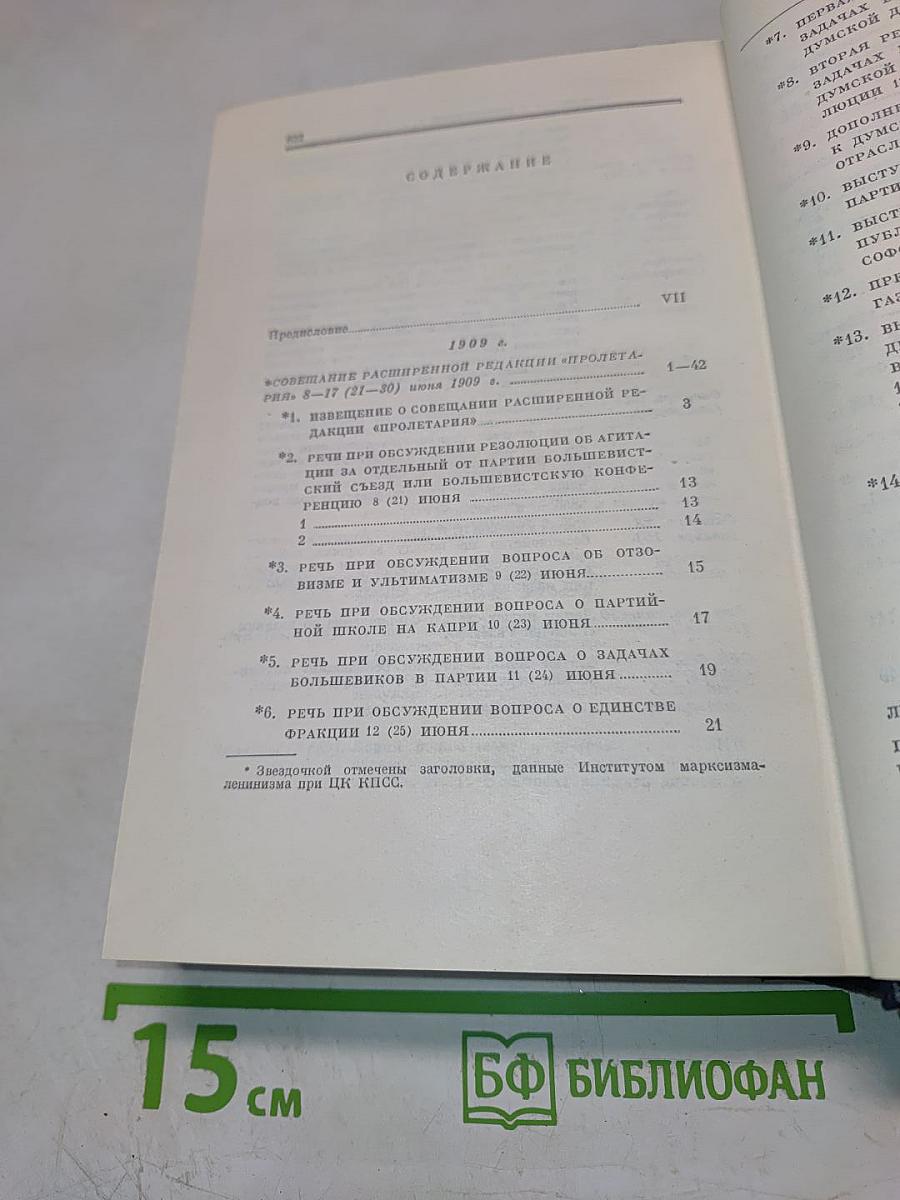 СОДЕРЖАНИЕ
Предисловие VII
1909 г.
*СОВЕЩАНИЕ РАСШИРЕННОЙ РЕДАКЦИИ «ПРОЛЕТА-
РИЯ» 8—17 (21—30) июня 1909 г. 1—42
*1. ИЗВЕЩЕНИЕ О СОВЕЩАНИИ РАСШИРЕННОЙ РЕ-
ДАКЦИИ «ПРОЛЕТАРИЯ» 3
*2. РЕЧИ ПРИ ОБСУЖДЕНИИ РЕЗОЛЮЦИИ ОБ АГИТА-
ЦИИ ЗА ОТДЕЛЬНЫЙ ОТ ПАРТИИ БОЛЬШЕВИСТ-
СКИЙ СЪЕЗД ИЛИ БОЛЬШЕВИСТСКУЮ КОНФЕ-
РЕНЦИЮ 8 (21) ИЮНЯ 13
1 13
2 14
*3. РЕЧЬ ПРИ ОБСУЖДЕНИИ ВОПРОСА ОБ ОТЗО-
ВИЗМЕ И УЛЬТИМАТИЗМЕ 9 (22) ИЮНЯ 15
*4. РЕЧЬ ПРИ ОБСУЖДЕНИИ ВОПРОСА О ПАРТИЙ-
НОЙ ШКОЛЕ НА КАПРИ 10 (23) ИЮНЯ 17
*5. РЕЧЬ ПРИ ОБСУЖДЕНИИ ВОПРОСА О ЗАДАЧАХ
БОЛЬШЕВИКОВ В ПАРТИИ 11 (24) ИЮНЯ 19
*6. РЕЧЬ ПРИ ОБСУЖДЕНИИ ВОПРОСА О ЕДИНСТВЕ
ФРАКЦИИ 12 (25) ИЮНЯ 21
* Звездочкой отмечены заголовки, данные Институтом марксизма-
ленинизма при ЦК КПСС.
*7.
ЗАДАЧАХ
ДУМСКОЙ
*8. ВТОРАЯ
ЗАДАЧАХ
ДУМСКОЙ
ЛЮЦИИ
*9.
К
*10.
*11.
*12.
*13.
*14
15 см
БФ БИБЛИОФАН